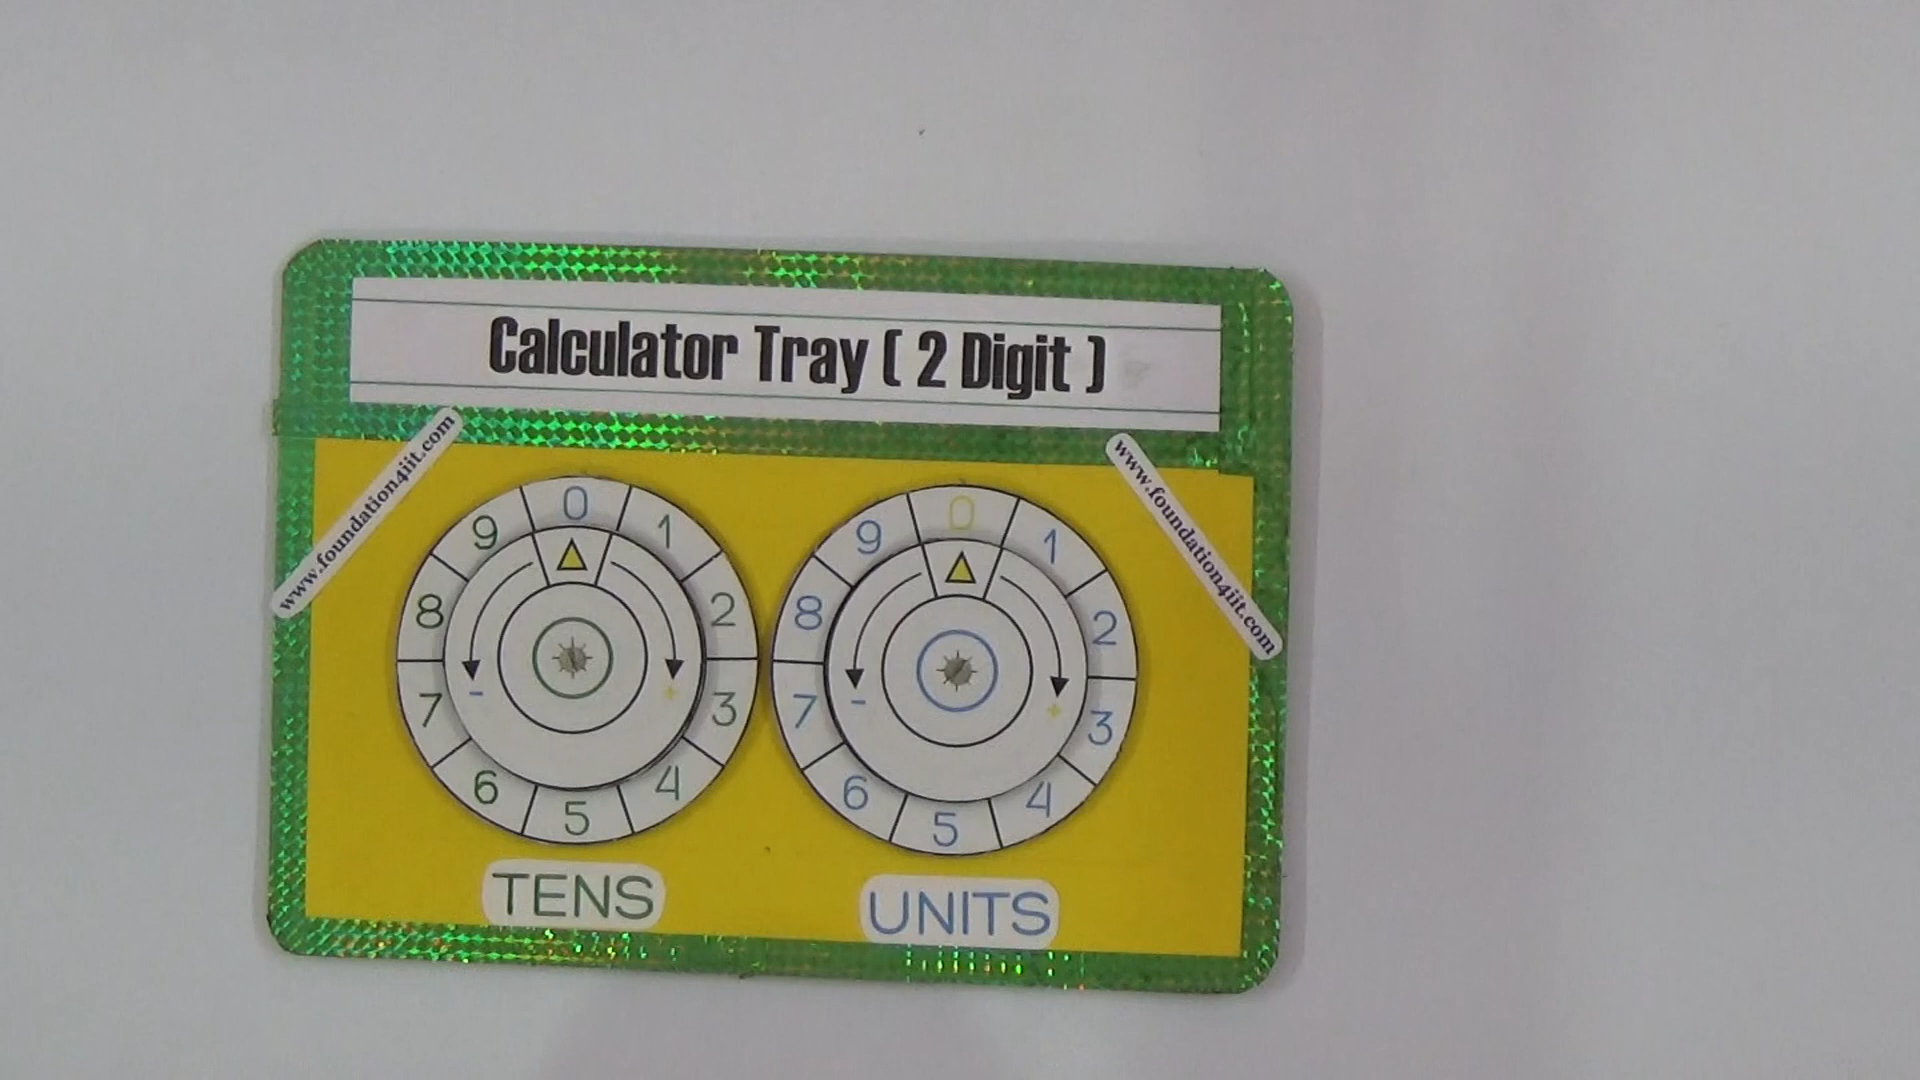 Calculator Tray ( 2 Digit )
www.foundation4iit.com
www.foundation4iit.com
0 1 2 3 4 5 6 7 8 9
- +
0 1 2 3 4 5 6 7 8 9
- +
TENS
UNITS